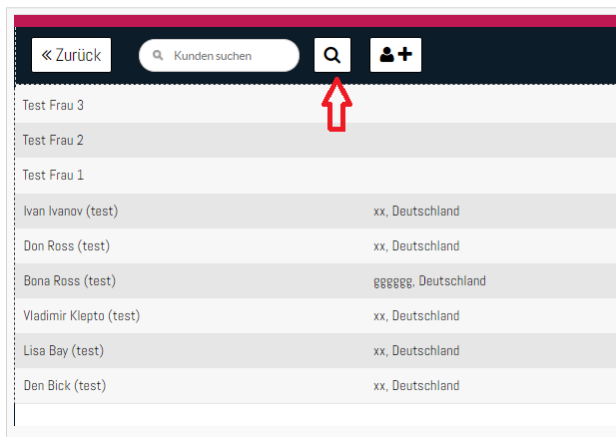 « Zurück Kunden suchen
Test Frau 3
Test Frau 2
Test Frau 1
Ivan Ivanov (test) xx, Deutschland
Don Ross (test) xx, Deutschland
Bona Ross (test) gggggg, Deutschland
Vladimir Klepto (test) xx, Deutschland
Lisa Bay (test) xx, Deutschland
Den Bick (test) xx, Deutschland